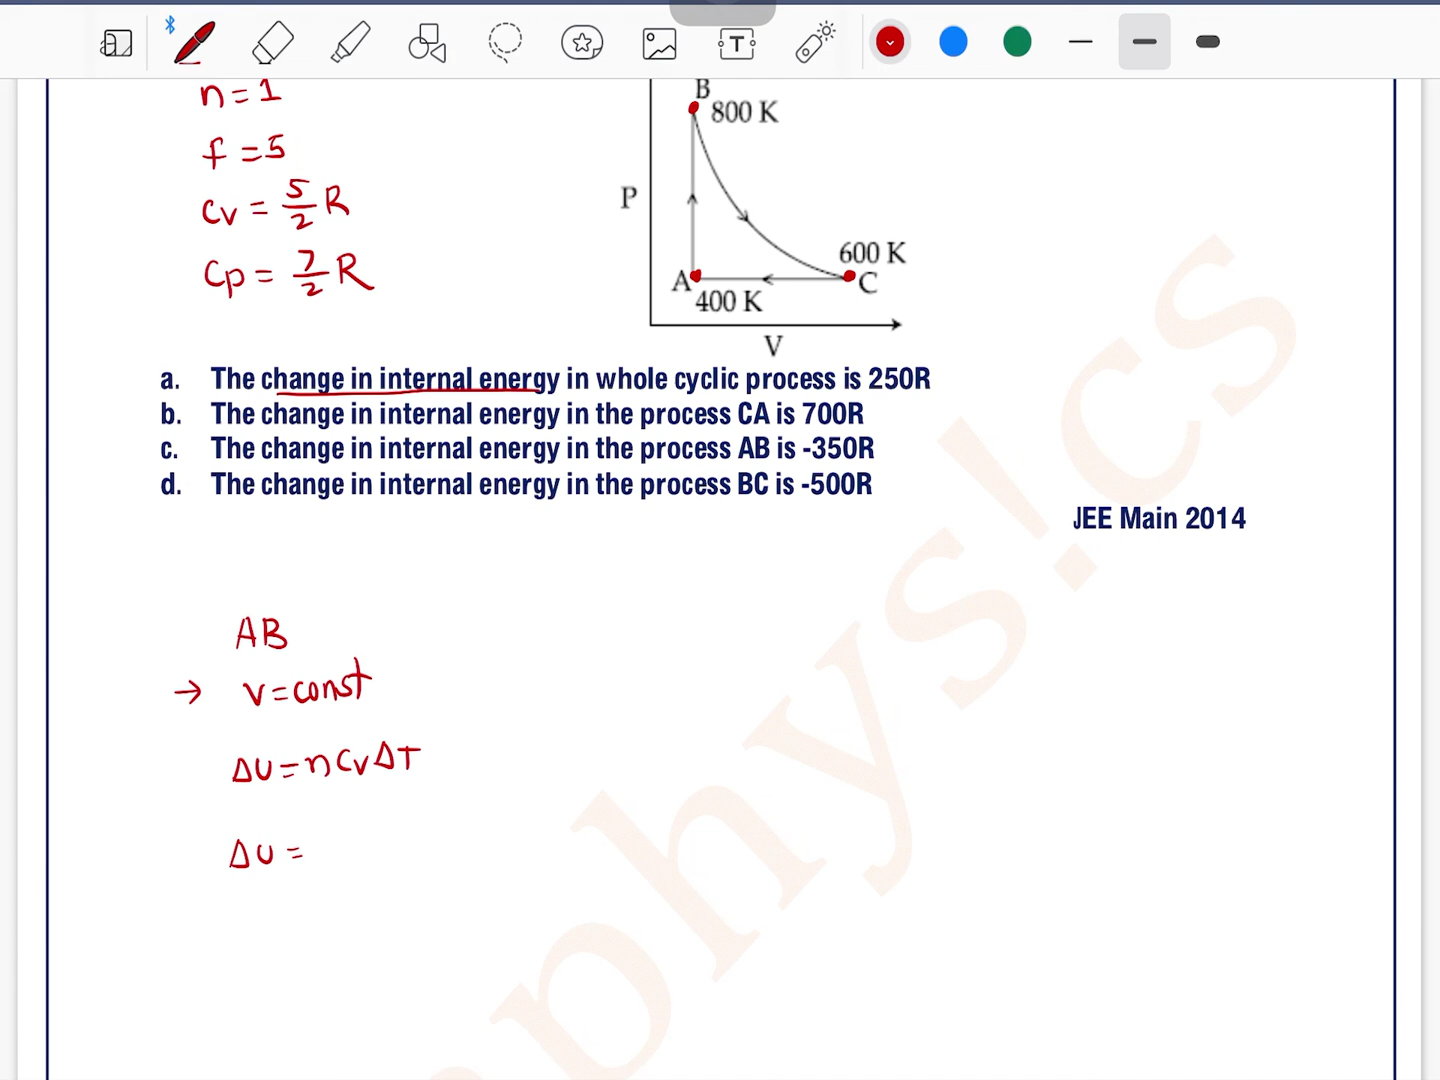 T
n=1
f=5
Cv = 5/2 R
Cp = 7/2 R
B
800 K
P
600 K
A
C
400 K
V
a. The change in internal energy in whole cyclic process is 250R
b. The change in internal energy in the process CA is 700R
c. The change in internal energy in the process AB is -350R
d. The change in internal energy in the process BC is -500R
JEE Main 2014
AB
→ V=const
ΔU=nCvΔT
ΔU=
phys!cs